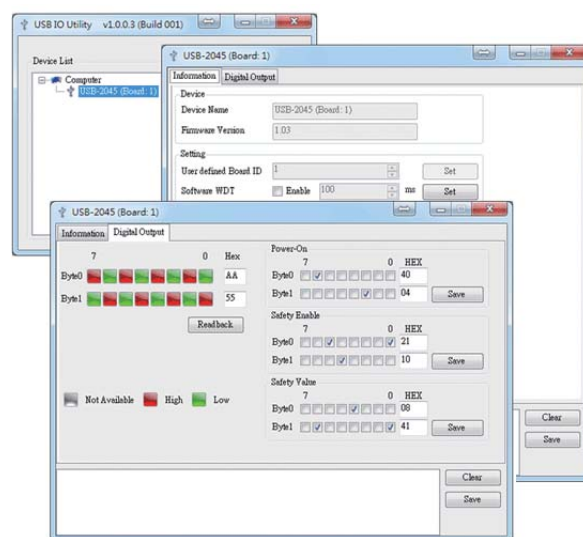 USB IO Utility v1.0.0.3 (Build 001)
Device List
Computer
USB-2045 (Board: 1)
USB-2045 (Board: 1)
Information Digital Output
Device
Device Name USB-2045 (Board: 1)
Firmware Version 1.03
Setting
User defined Board ID 1 Set
Software WDT Enable 100 ms Set
Clear
Save
USB-2045 (Board: 1)
Information Digital Output
7 0 Hex
Byte0 AA
Byte1 55
Readback
Not Available High Low
Power-On
7 0 HEX
Byte0 40
Byte1 04 Save
Safety Enable
7 0 HEX
Byte0 21
Byte1 10 Save
Safety Value
7 0 HEX
Byte0 08
Byte1 41 Save
Clear
Save